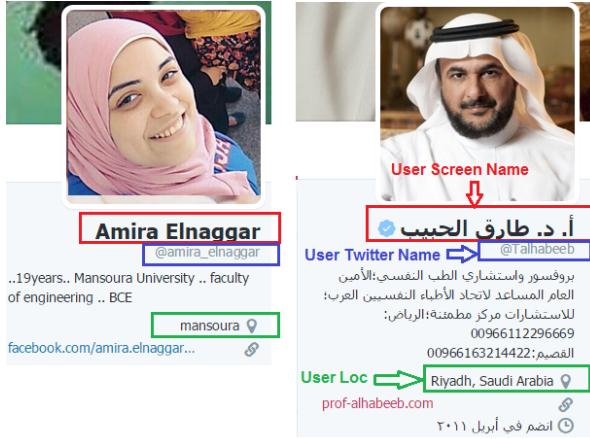 Amira Elnaggar
@amira_elnaggar
..19years.. Mansoura University .. faculty
of engineering .. BCE
mansoura
facebook.com/amira.elnaggar...
User Screen Name
أ. د. طارق الحبيب
User Twitter Name
@Talhabeeb
بروفسور واستشاري الطب النفسي؛الأمين
العام المساعد لاتحاد الأطباء النفسيين العرب؛
للاستشارات مركز مطمئنة؛الرياض:
00966112296669
القصيم:00966163214422
User Loc
Riyadh, Saudi Arabia
prof-alhabeeb.com
انضم في أبريل ٢٠١١